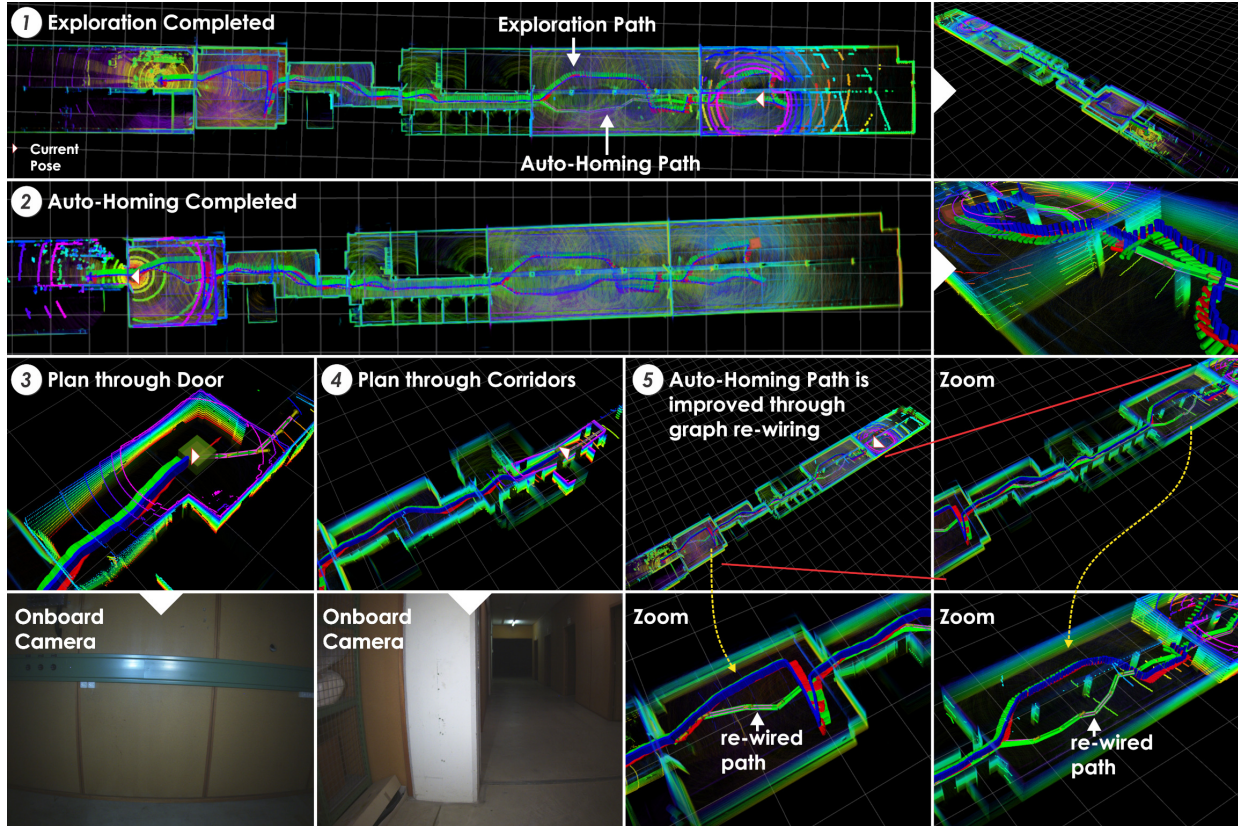 1 Exploration Completed
Exploration Path
Current
Pose
Auto-Homing Path
2 Auto-Homing Completed
3 Plan through Door
4 Plan through Corridors
5 Auto-Homing Path is
improved through
graph re-wiring
Zoom
Onboard
Camera
Onboard
Camera
Zoom
re-wired
path
Zoom
re-wired
path